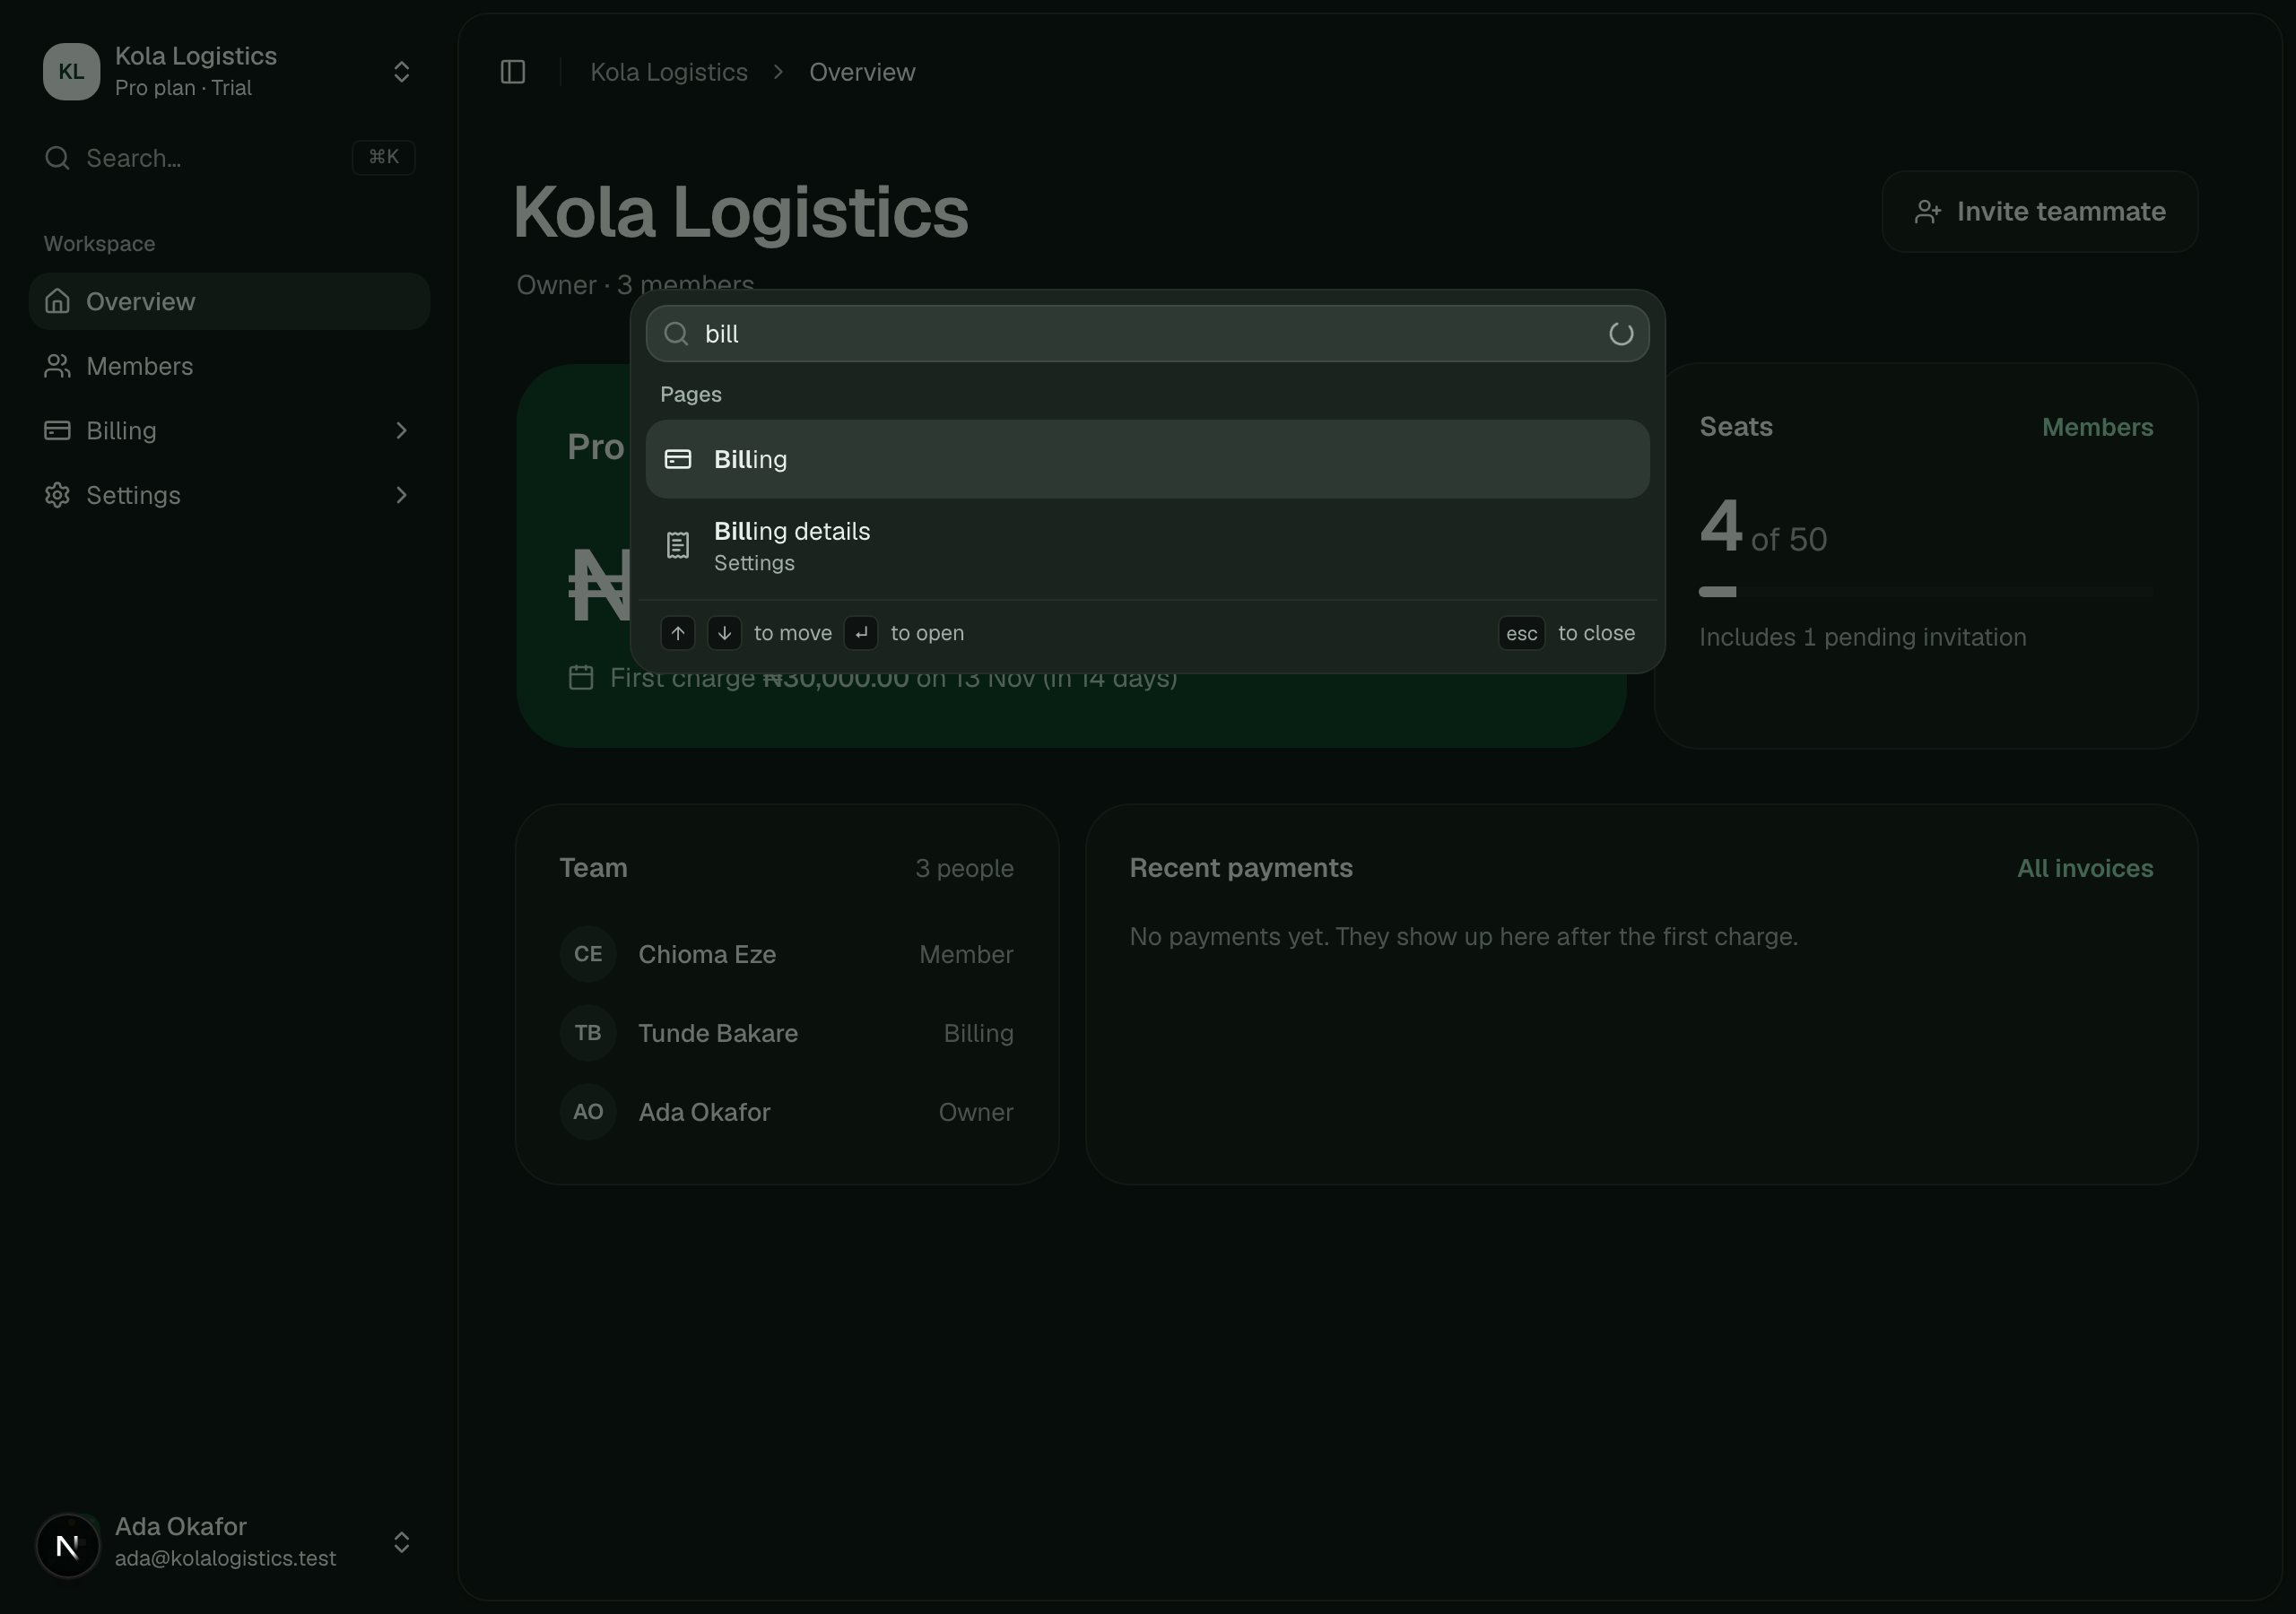 KL
Kola Logistics
Pro plan · Trial
Search...
⌘K
Workspace
Overview
Members
Billing
Settings
Kola Logistics
Overview
Kola Logistics
Invite teammate
Owner · 3 members
bill
Pages
Billing
Billing details
Settings
↑ ↓ to move ↵ to open
esc to close
Pro
₦
First charge ₦30,000.00 on 13 Nov (in 14 days)
Seats
Members
4 of 50
Includes 1 pending invitation
Team
3 people
CE
Chioma Eze
Member
TB
Tunde Bakare
Billing
AO
Ada Okafor
Owner
Recent payments
All invoices
No payments yet. They show up here after the first charge.
N
Ada Okafor
ada@kolalogistics.test